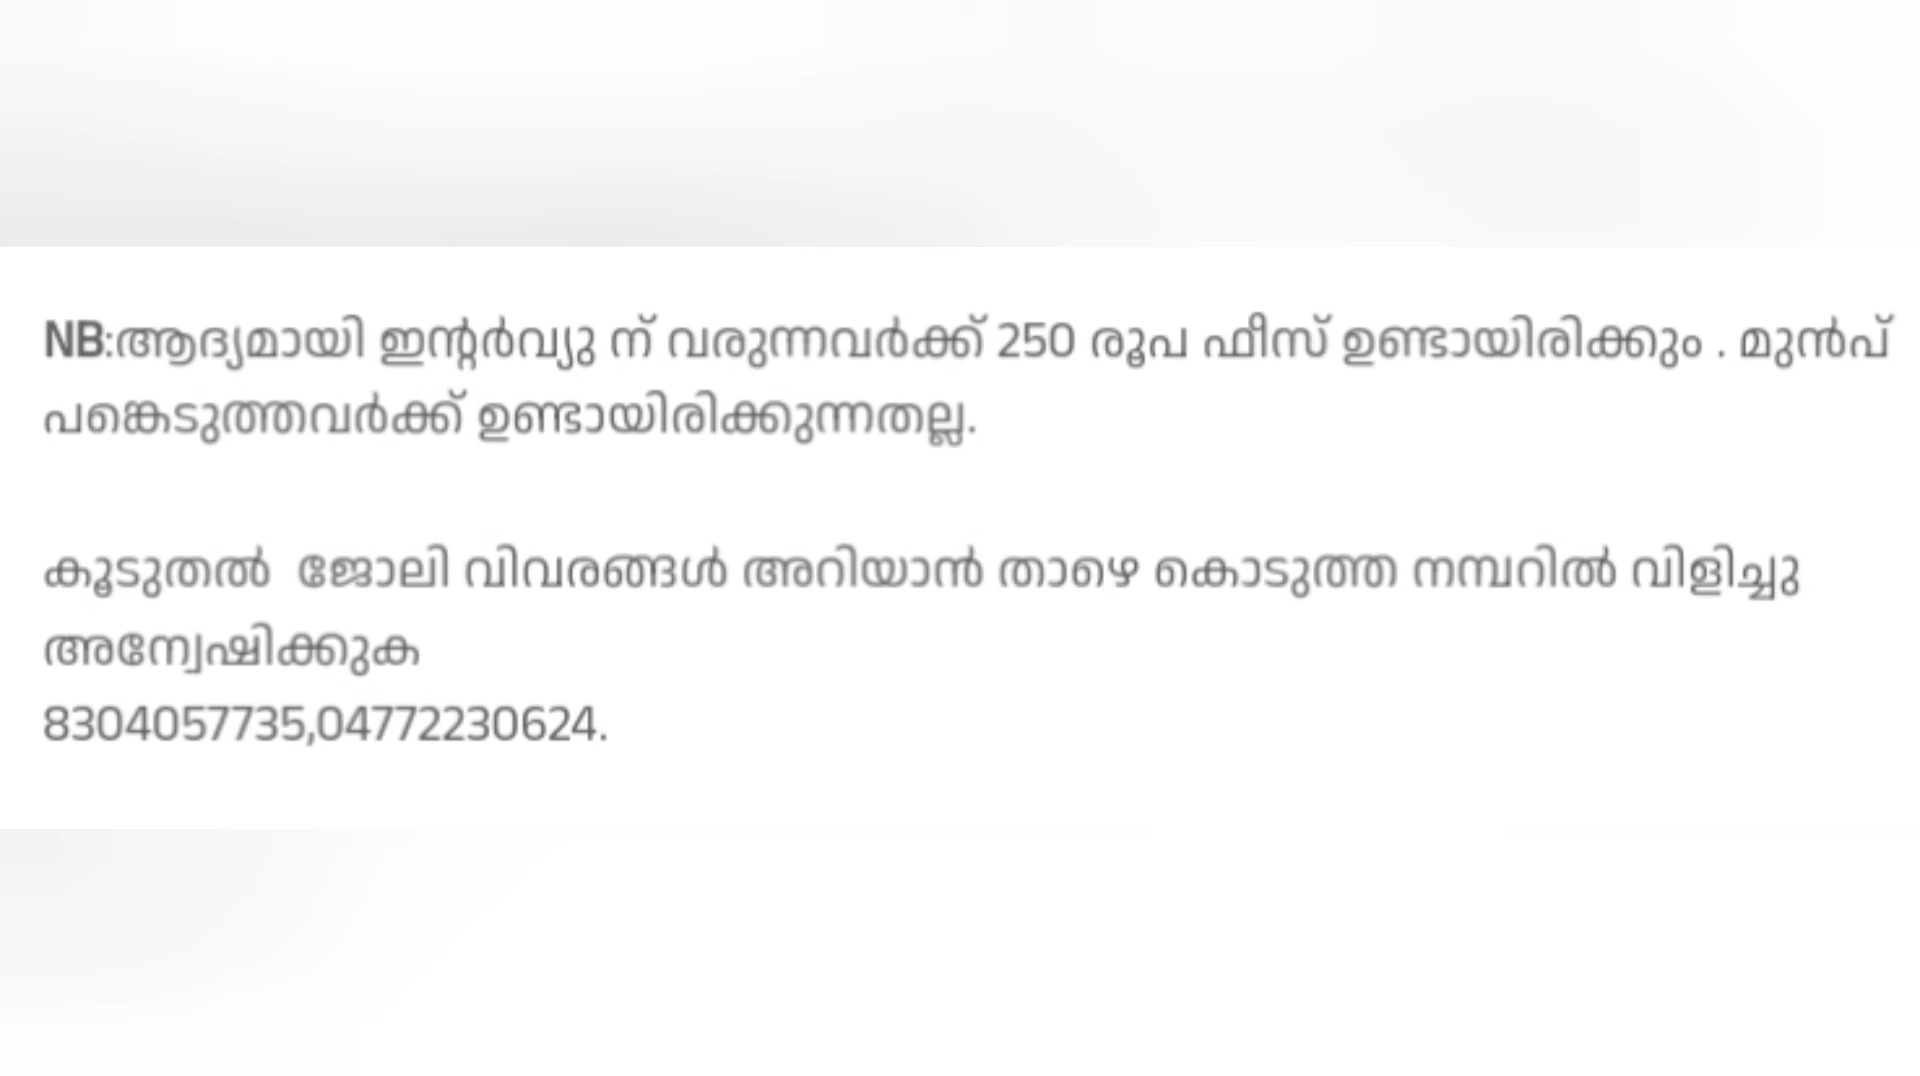 NB:ആദ്യമായി ഇന്റർവ്യു ന് വരുന്നവർക്ക് 250 രൂപ ഫീസ് ഉണ്ടായിരിക്കും . മുൻപ്
പങ്കെടുത്തവർക്ക് ഉണ്ടായിരിക്കുന്നതല്ല.
കൂടുതൽ ജോലി വിവരങ്ങൾ അറിയാൻ താഴെ കൊടുത്ത നമ്പറിൽ വിളിച്ചു
അന്വേഷിക്കുക
8304057735,04772230624.